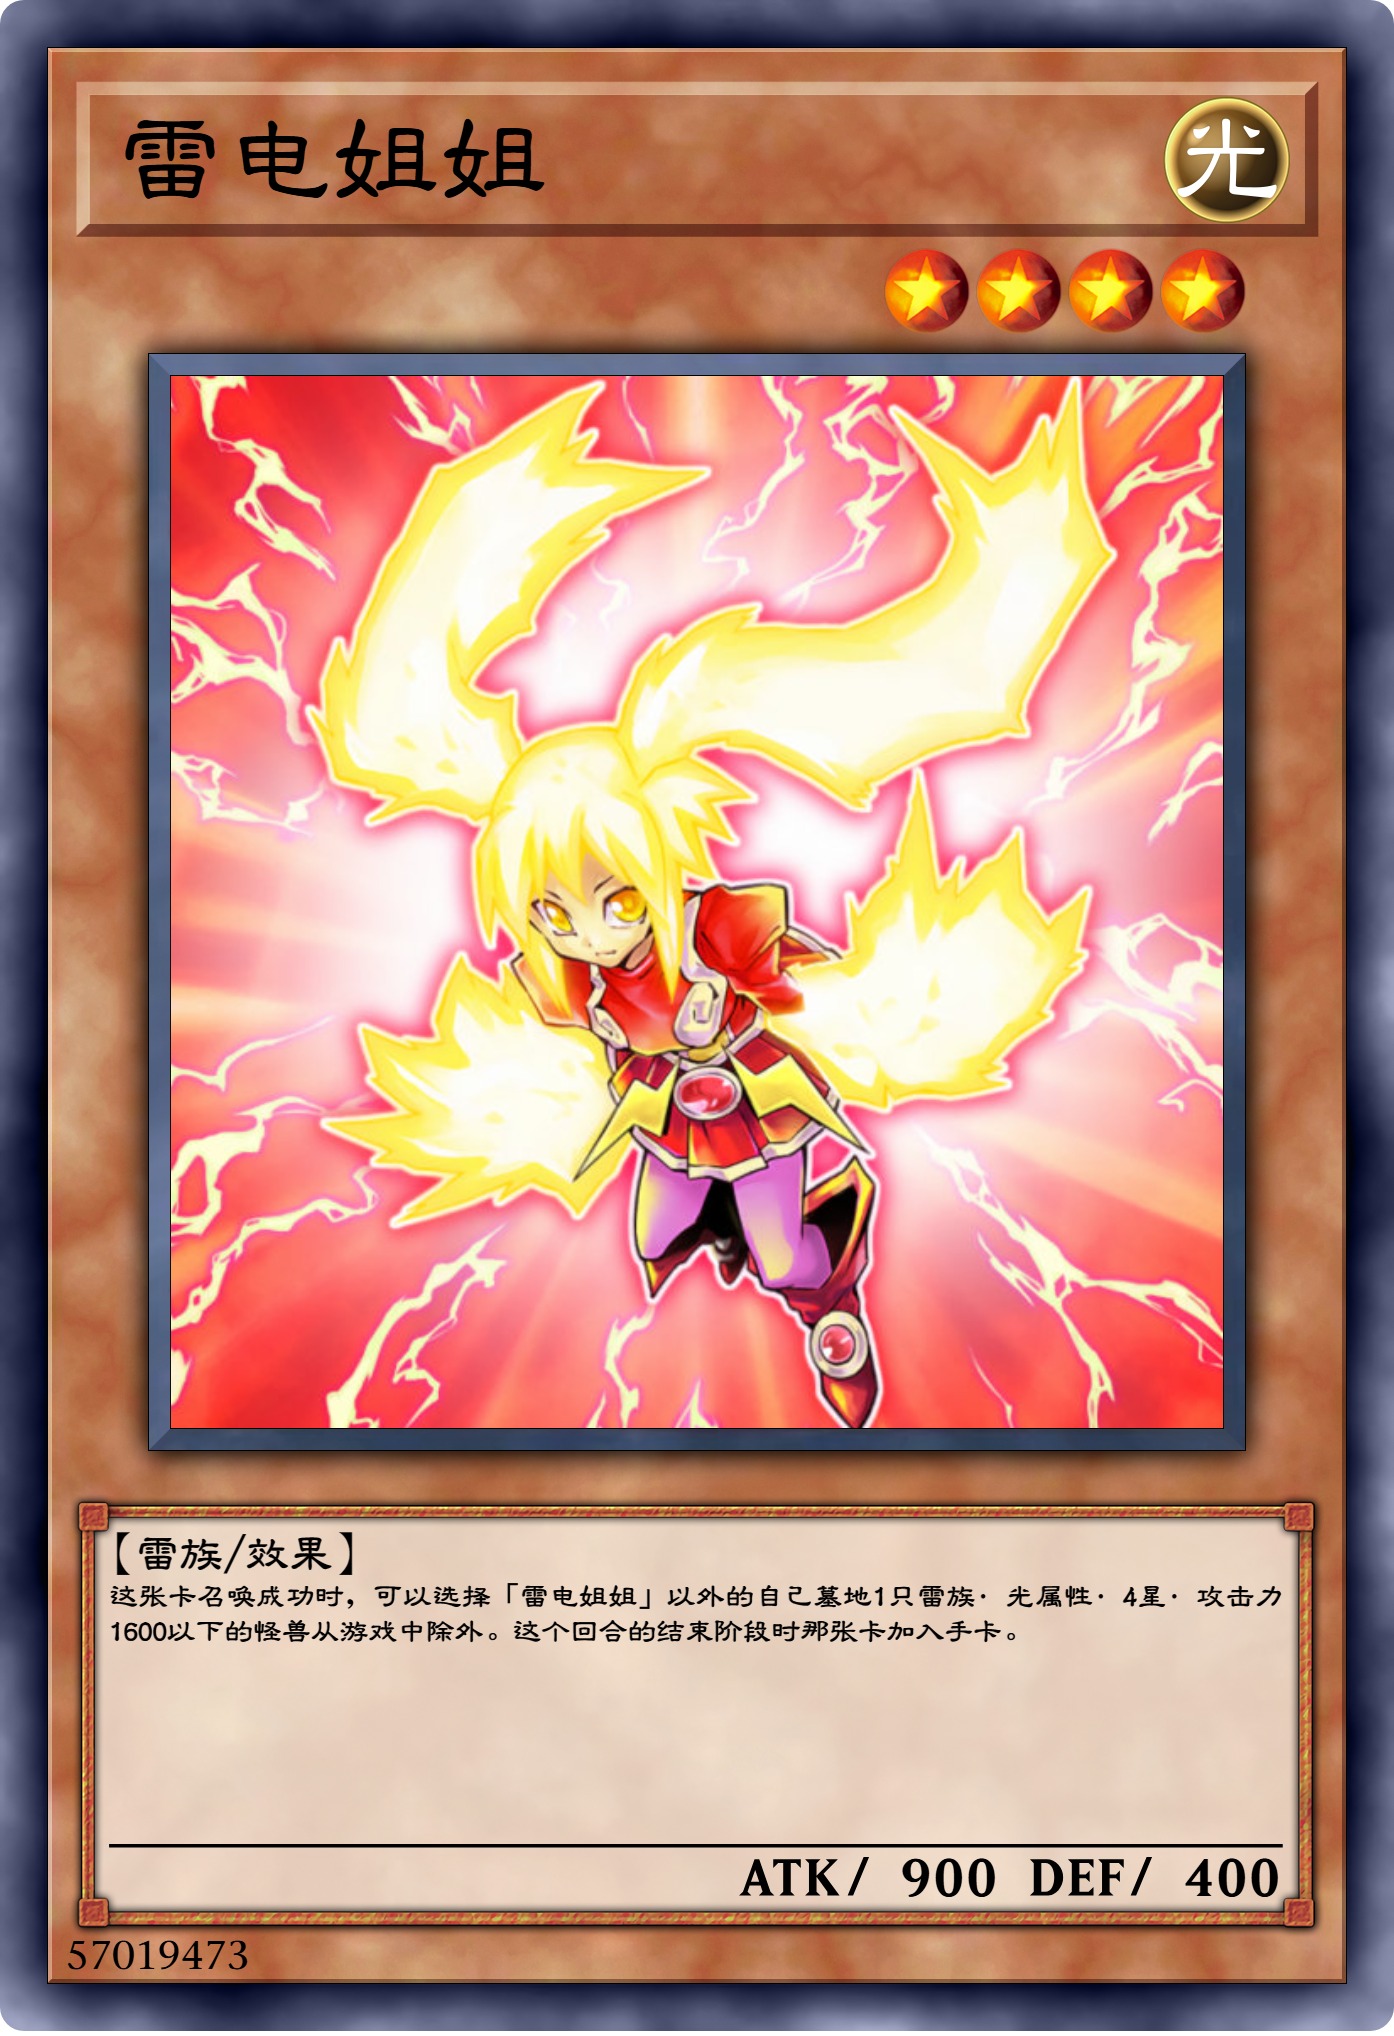 雷电姐姐
光
【雷族/效果】
这张卡召唤成功时，可以选择「雷电姐姐」以外的自己墓地1只雷族·光属性·4星·攻击力
1600以下的怪兽从游戏中除外。这个回合的结束阶段时那张卡加入手卡。
ATK/ 900 DEF/ 400
57019473